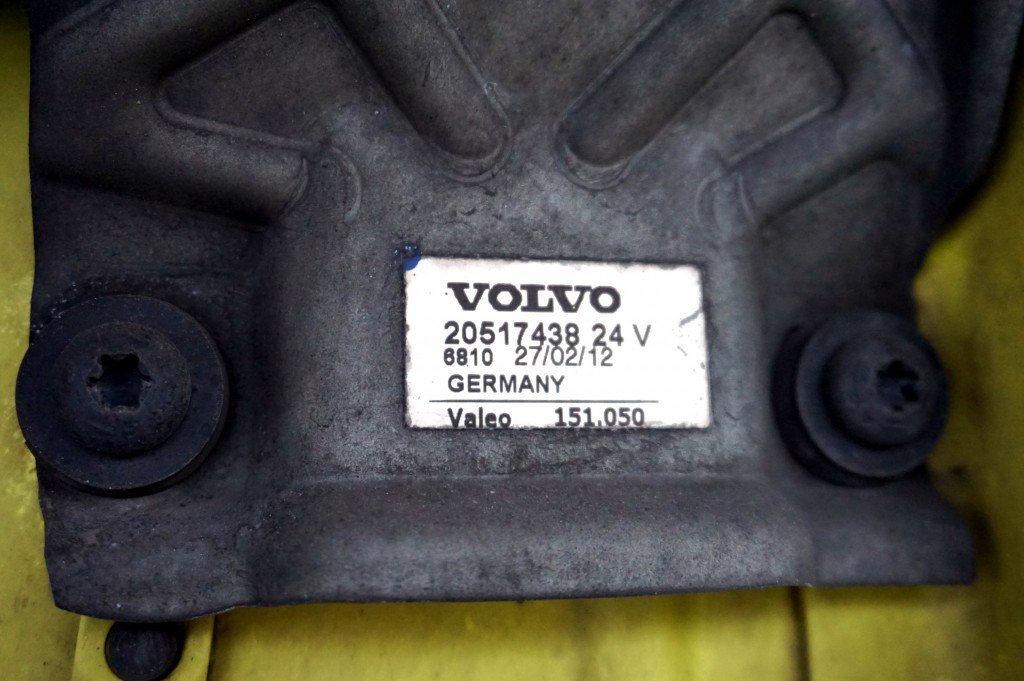 VOLVO
20517438 24 V
6810 27/02/12
GERMANY
Valeo 151.050